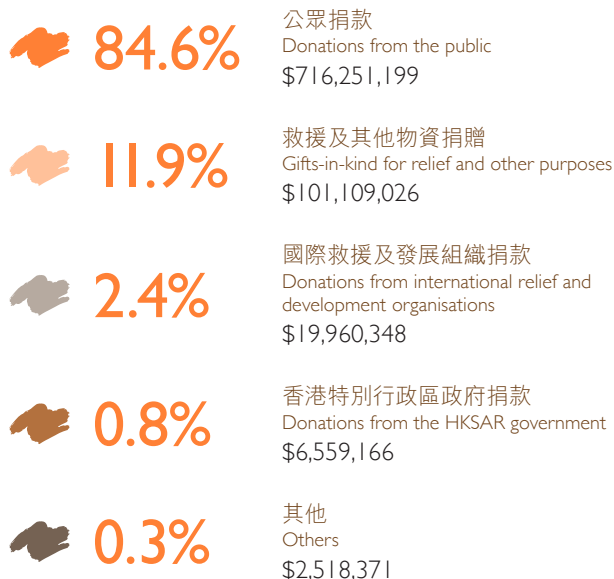 84.6%
公眾捐款
Donations from the public
$716,251,199
11.9%
救援及其他物資捐贈
Gifts-in-kind for relief and other purposes
$101,109,026
2.4%
國際救援及發展組織捐款
Donations from international relief and
development organisations
$19,960,348
0.8%
香港特別行政區政府捐款
Donations from the HKSAR government
$6,559,166
0.3%
其他
Others
$2,518,371